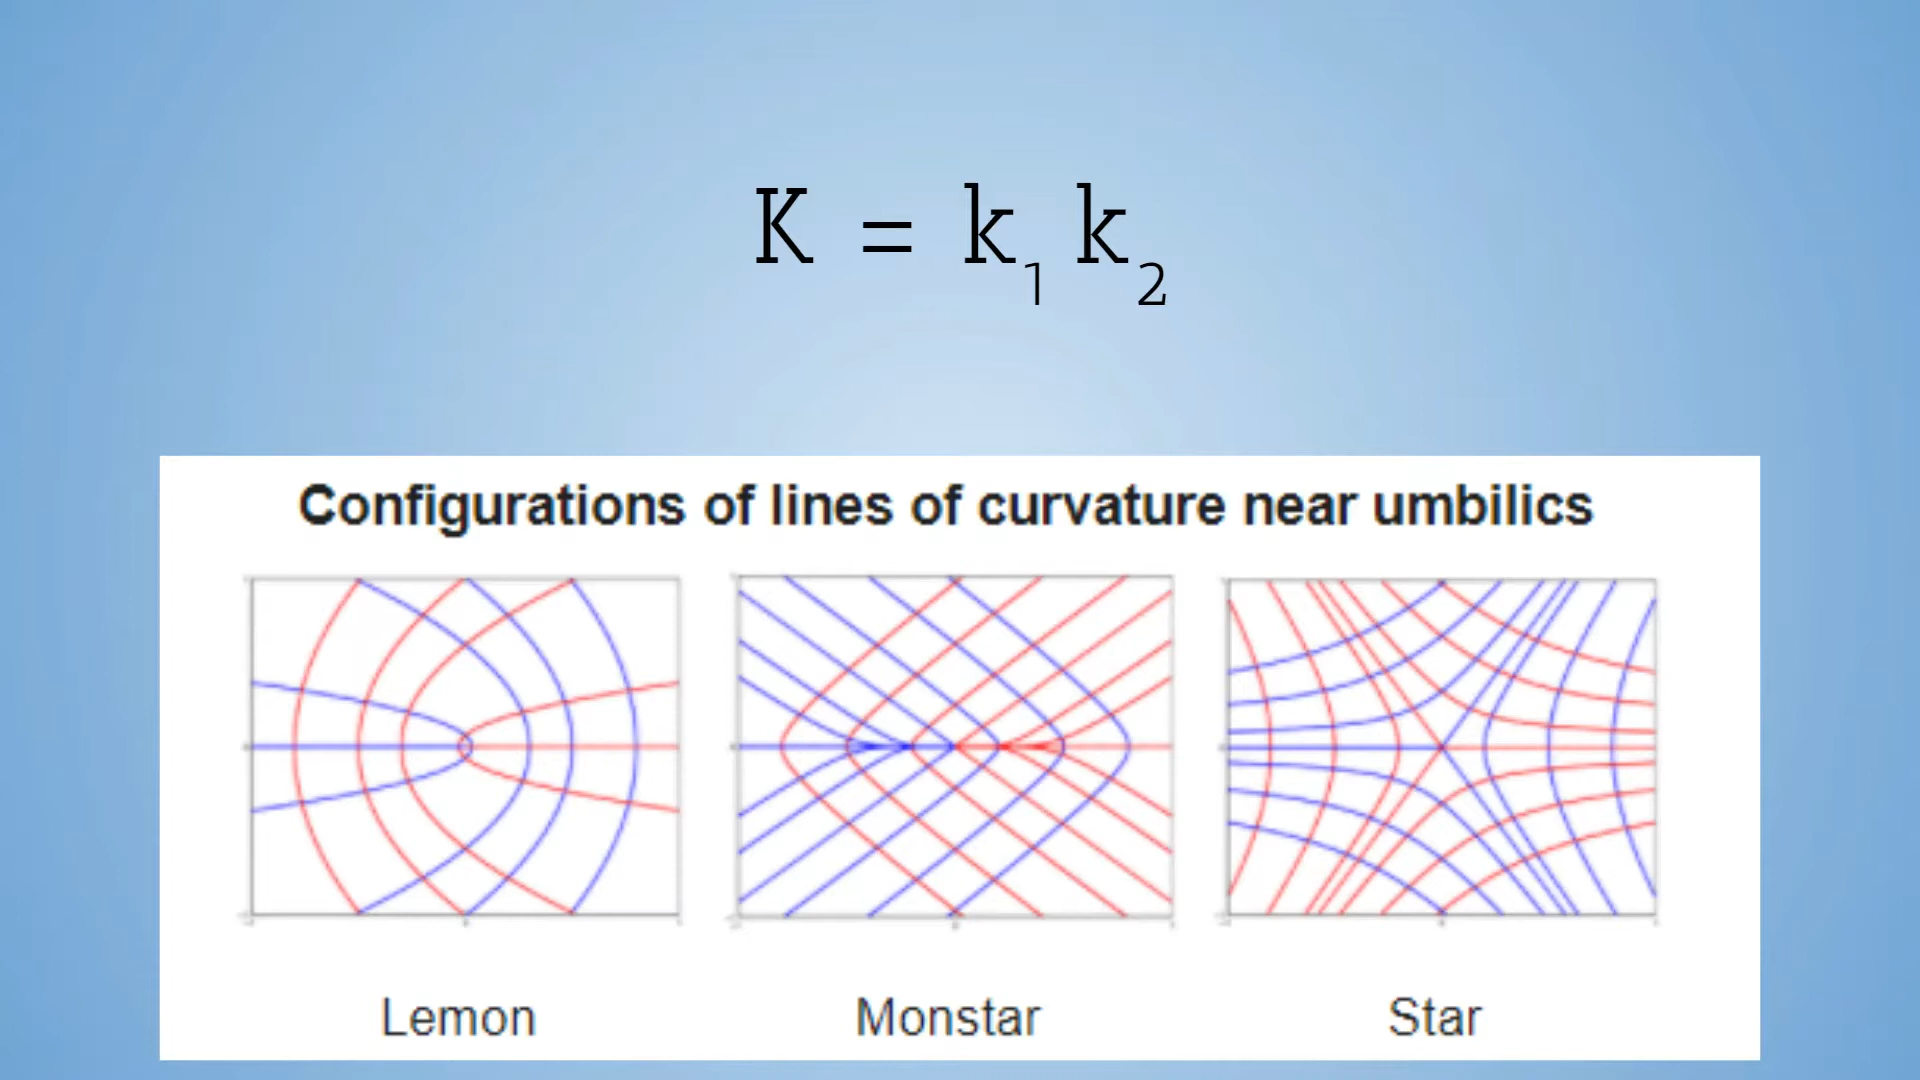 K = k₁ k₂
Configurations of lines of curvature near umbilics
Lemon Monstar Star